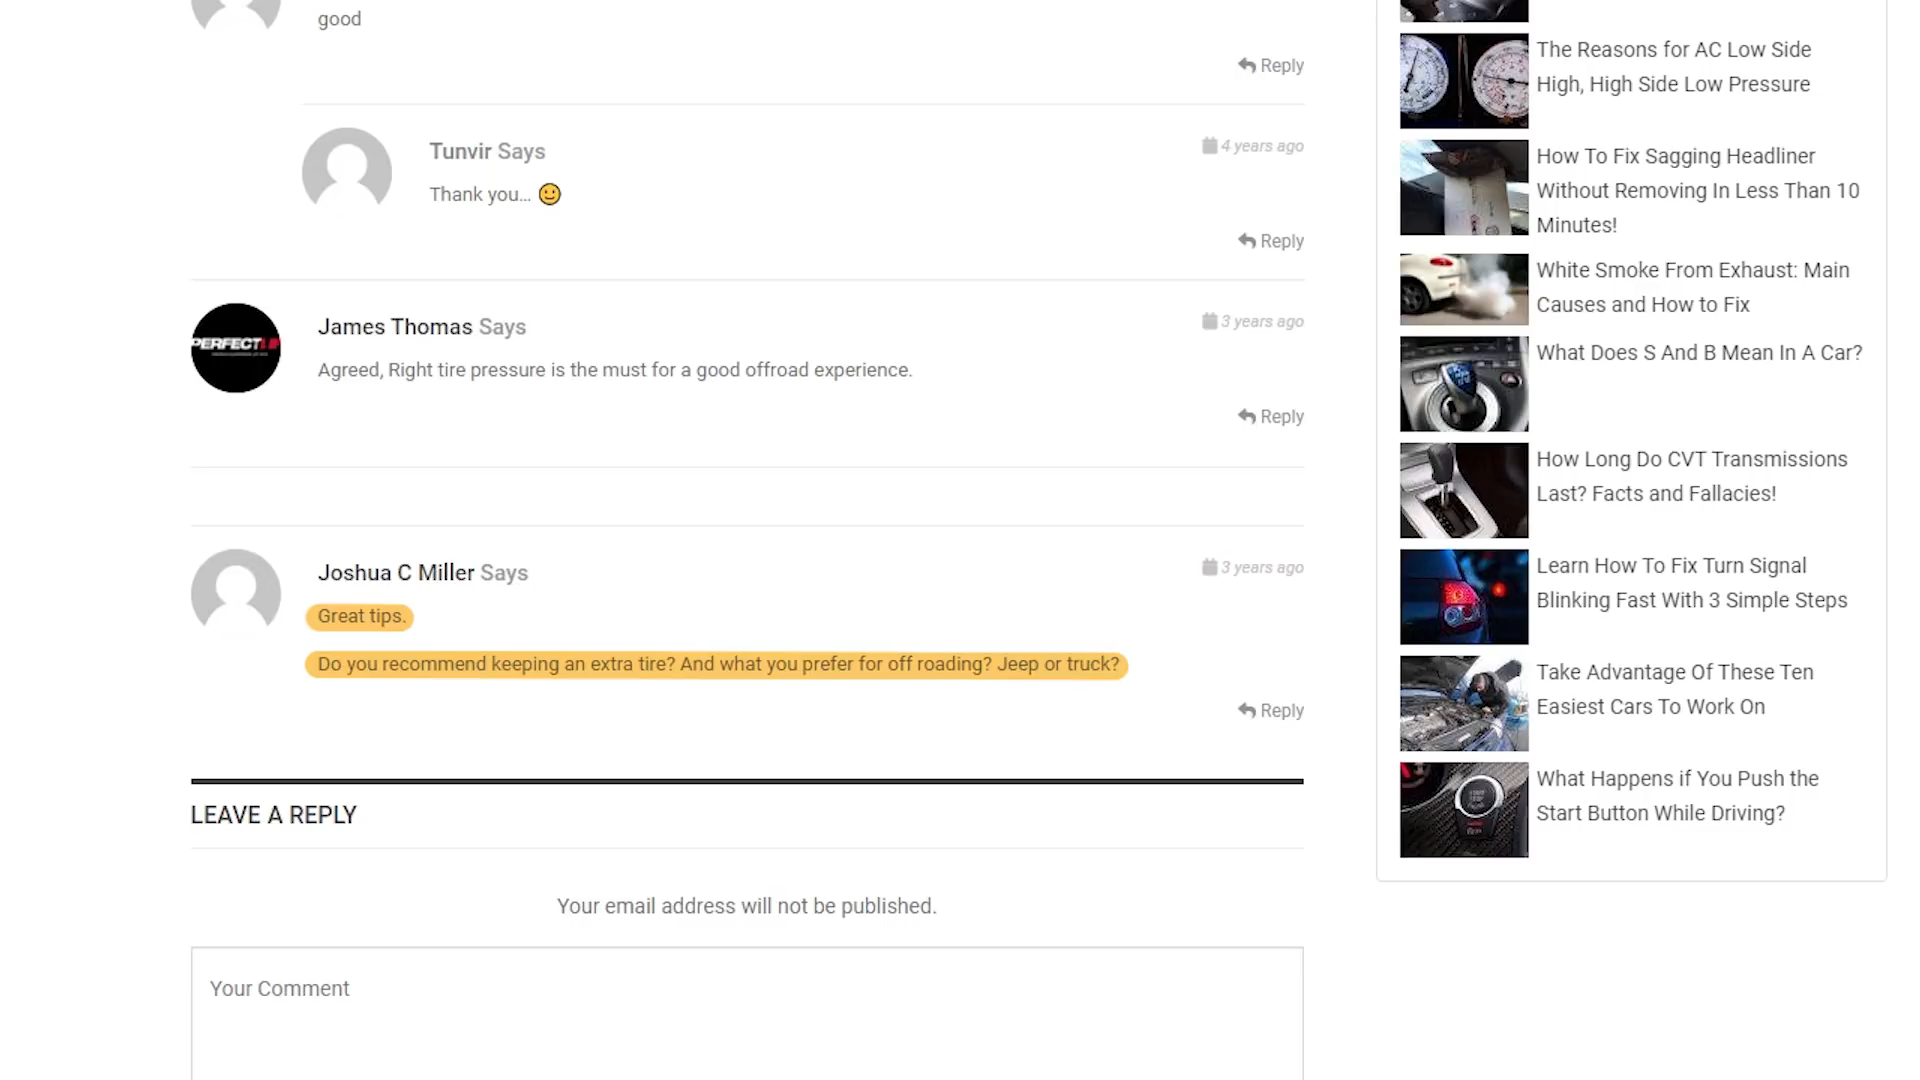 good
Reply
Tunvir Says
4 years ago
Thank you... 🙂
Reply
PERFECT
James Thomas Says
3 years ago
Agreed, Right tire pressure is the must for a good offroad experience.
Reply
Joshua C Miller Says
3 years ago
Great tips.
Do you recommend keeping an extra tire? And what you prefer for off roading? Jeep or truck?
Reply
LEAVE A REPLY
Your email address will not be published.
Your Comment
The Reasons for AC Low Side
High, High Side Low Pressure
How To Fix Sagging Headliner
Without Removing In Less Than 10
Minutes!
White Smoke From Exhaust: Main
Causes and How to Fix
What Does S And B Mean In A Car?
How Long Do CVT Transmissions
Last? Facts and Fallacies!
Learn How To Fix Turn Signal
Blinking Fast With 3 Simple Steps
Take Advantage Of These Ten
Easiest Cars To Work On
What Happens if You Push the
Start Button While Driving?